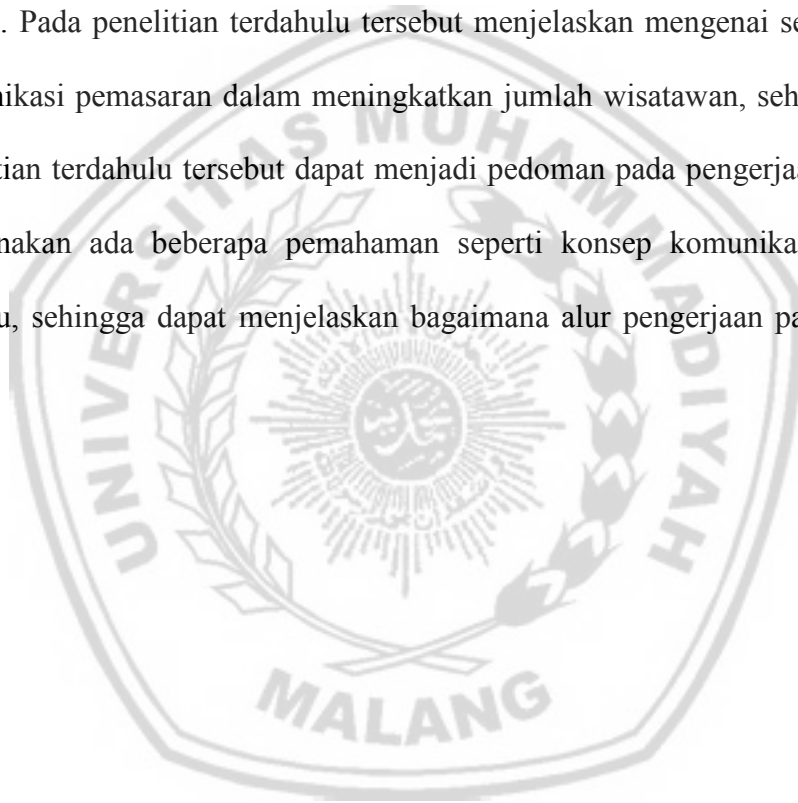 . Pada penelitian terdahulu tersebut menjelaskan mengenai se
nikasi pemasaran dalam meningkatkan jumlah wisatawan, seh
tian terdahulu tersebut dapat menjadi pedoman pada pengerjaa
nakan ada beberapa pemahaman seperti konsep komunika
u, sehingga dapat menjelaskan bagaimana alur pengerjaan pa
UNIVERSITAS MUHAMMADIYAH
MALANG